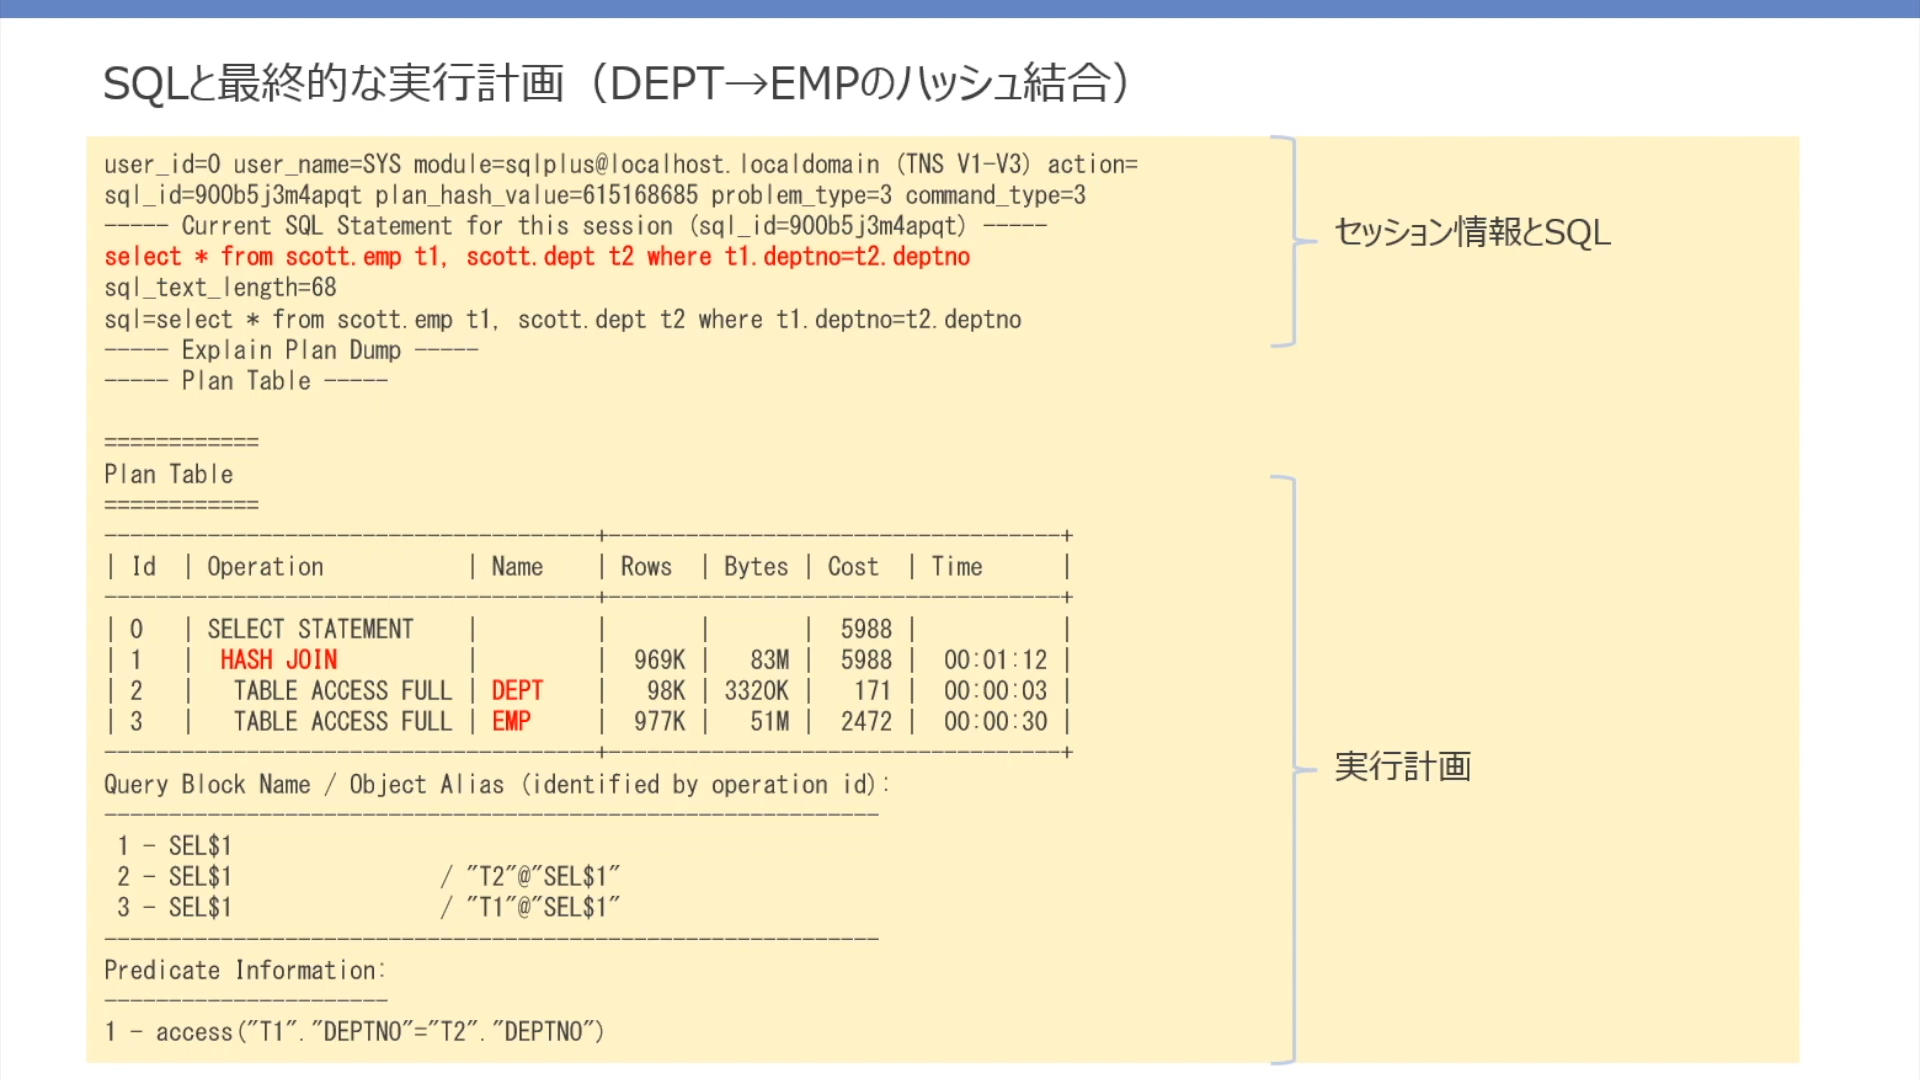 SQLと最終的な実行計画（DEPT→EMPのハッシュ結合）
user_id=0 user_name=SYS module=sqlplus@localhost.localdomain (TNS V1-V3) action=
sql_id=900b5j3m4apqt plan_hash_value=615168685 problem_type=3 command_type=3
----- Current SQL Statement for this session (sql_id=900b5j3m4apqt) -----
select * from scott.emp t1, scott.dept t2 where t1.deptno=t2.deptno
sql_text_length=68
sql=select * from scott.emp t1, scott.dept t2 where t1.deptno=t2.deptno
----- Explain Plan Dump -----
----- Plan Table -----
============
Plan Table
============
--------------------------------------+-----------------------------------+
| Id  | Operation           | Name    | Rows  | Bytes | Cost  | Time      |
--------------------------------------+-----------------------------------+
| 0   | SELECT STATEMENT    |         |       |       |  5988 |           |
| 1   |  HASH JOIN          |         |  969K |   83M |  5988 |  00:01:12 |
| 2   |   TABLE ACCESS FULL | DEPT    |   98K | 3320K |   171 |  00:00:03 |
| 3   |   TABLE ACCESS FULL | EMP     |  977K |   51M |  2472 |  00:00:30 |
--------------------------------------+-----------------------------------+
Query Block Name / Object Alias (identified by operation id):
------------------------------------------------------------
 1 - SEL$1
 2 - SEL$1                / "T2"@"SEL$1"
 3 - SEL$1                / "T1"@"SEL$1"
------------------------------------------------------------
Predicate Information:
----------------------
1 - access("T1"."DEPTNO"="T2"."DEPTNO")
セッション情報とSQL
実行計画